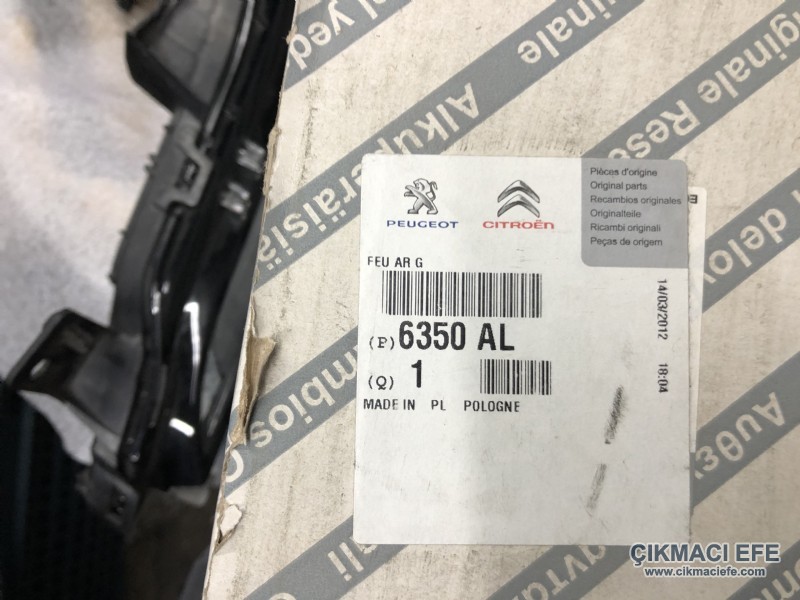 PEUGEOT
CITROËN
Pièces d'origine
Original parts
Recambios originales
Originalteile
Ricambi originali
Peças de origem
FEU AR G
(P) 6350 AL
(Q) 1
MADE IN PL POLOGNE
14/03/2012 18:04
Alkuperäisiä
ÇIKMACI EFE
www.cikmaciefe.com